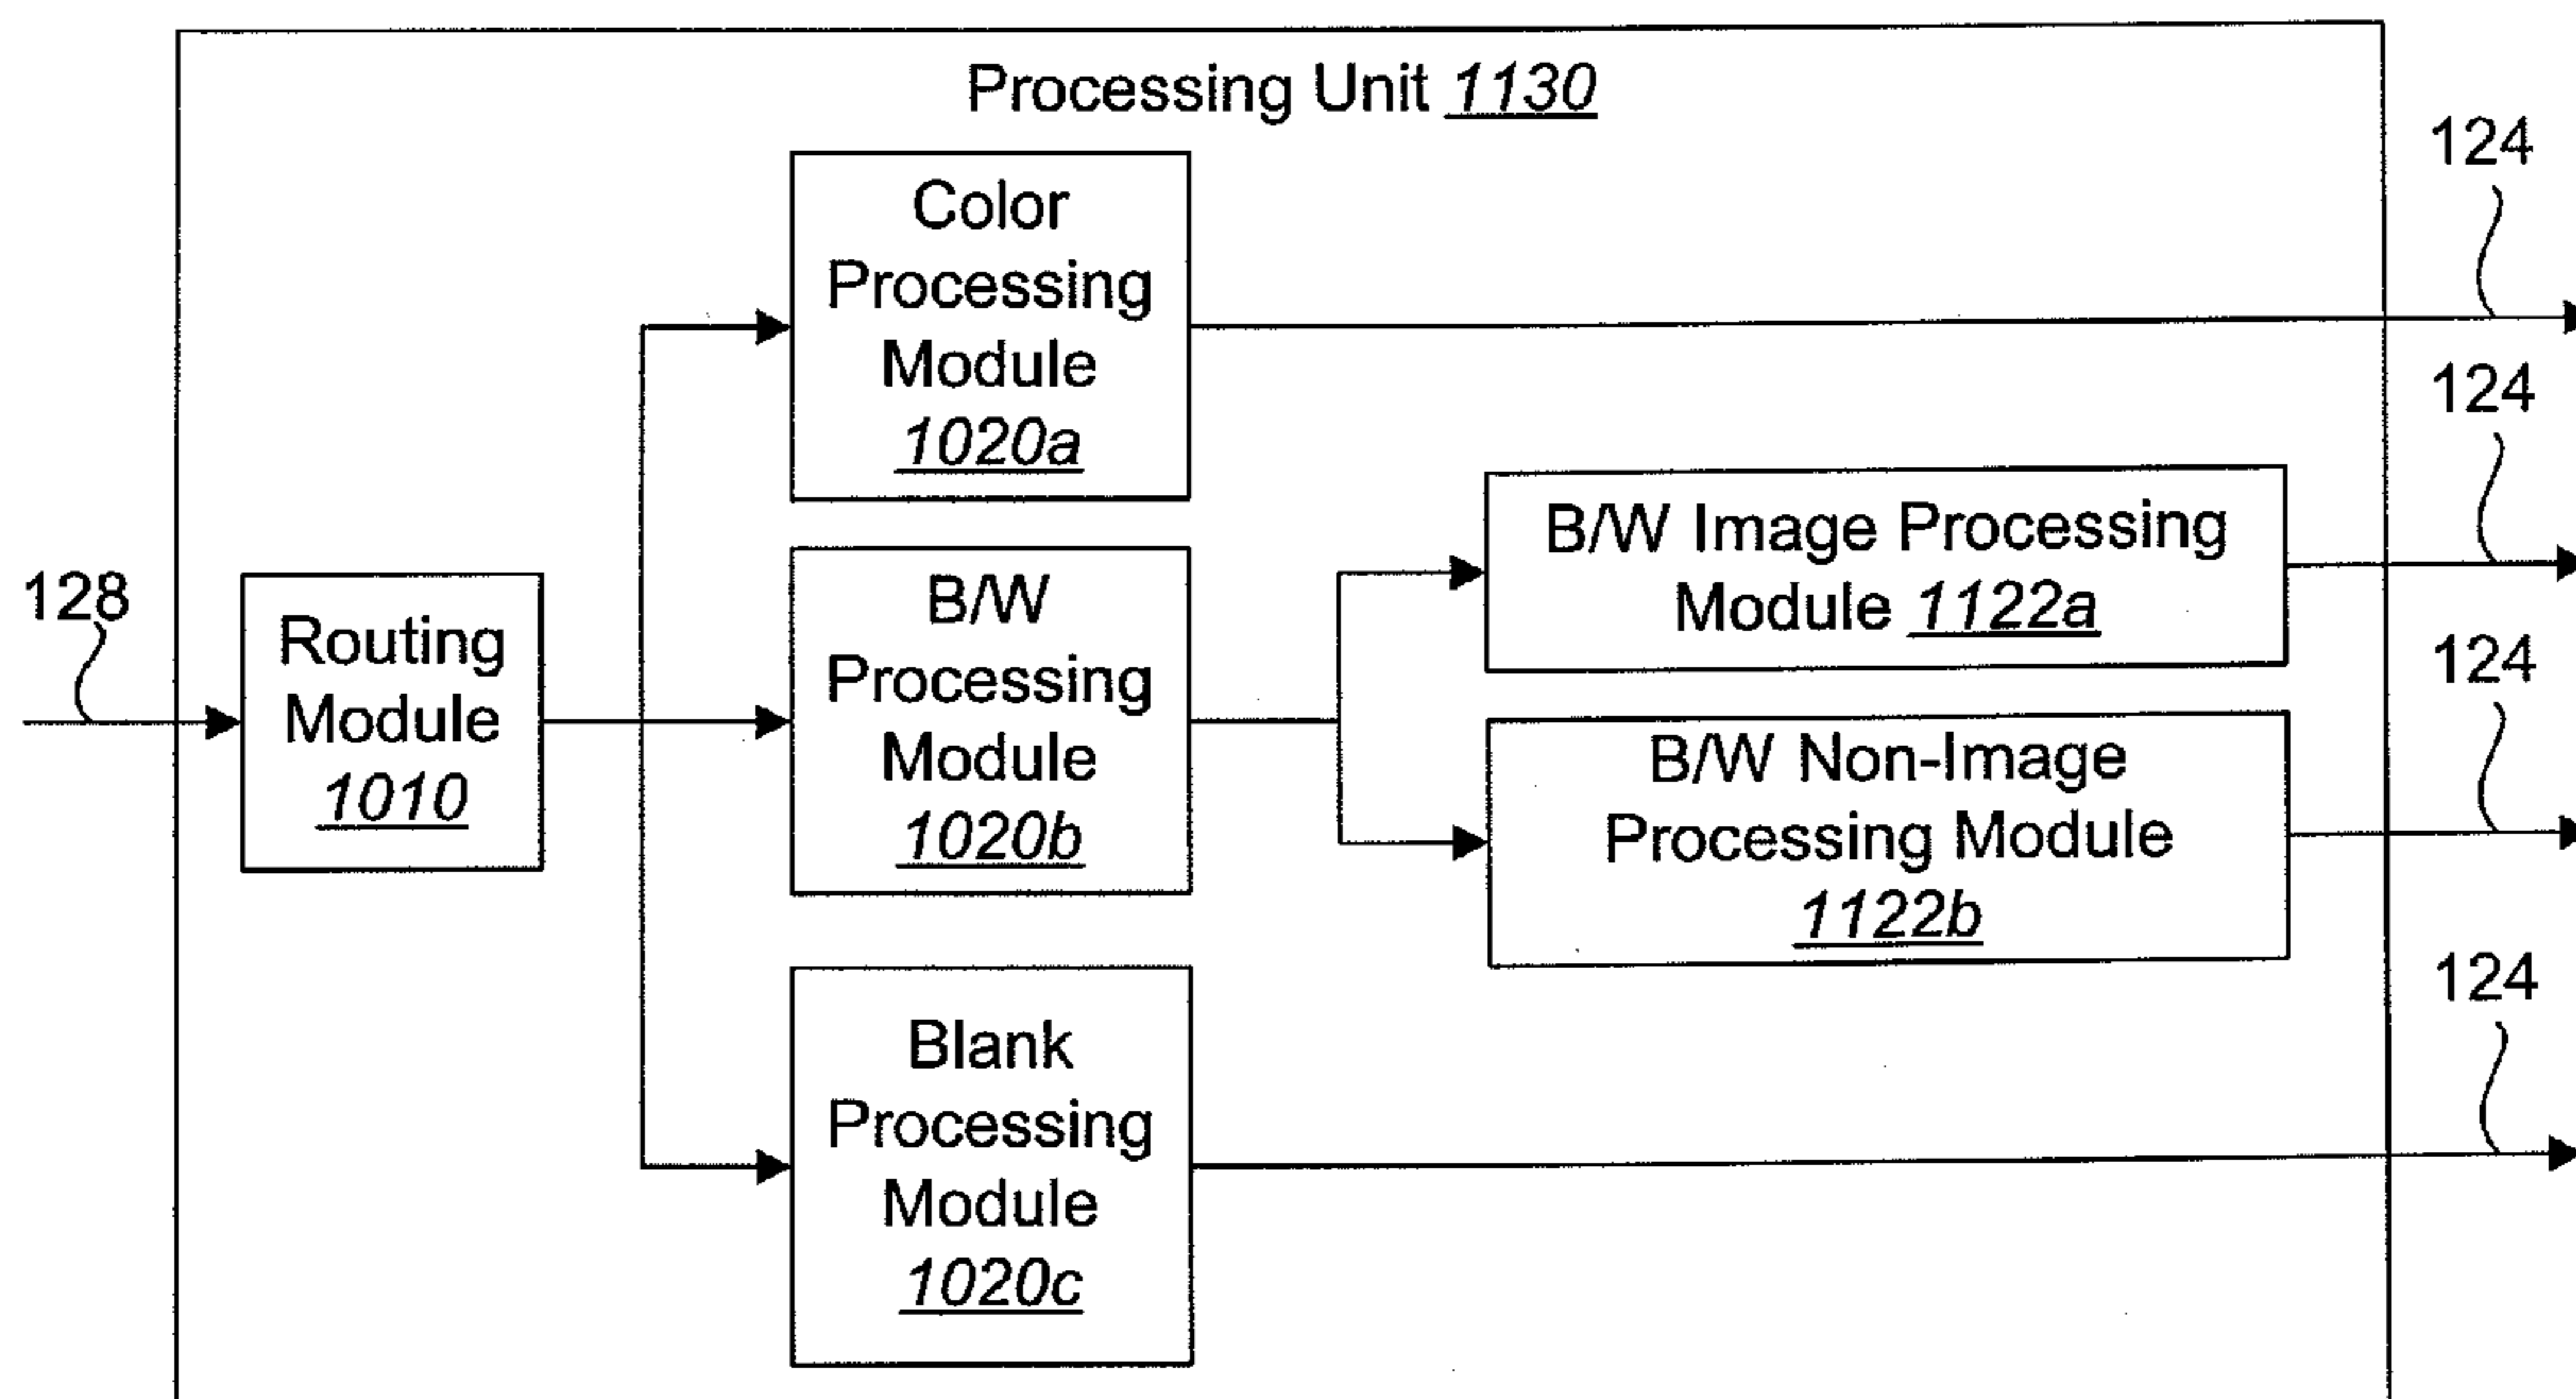 Processing Unit 1130
124
Color
Processing
Module
1020a
124
B/W Image Processing
Module 1122a
128
Routing
Module
1010
B/W
Processing
Module
1020b
124
B/W Non-Image
Processing Module
1122b
124
Blank
Processing
Module
1020c